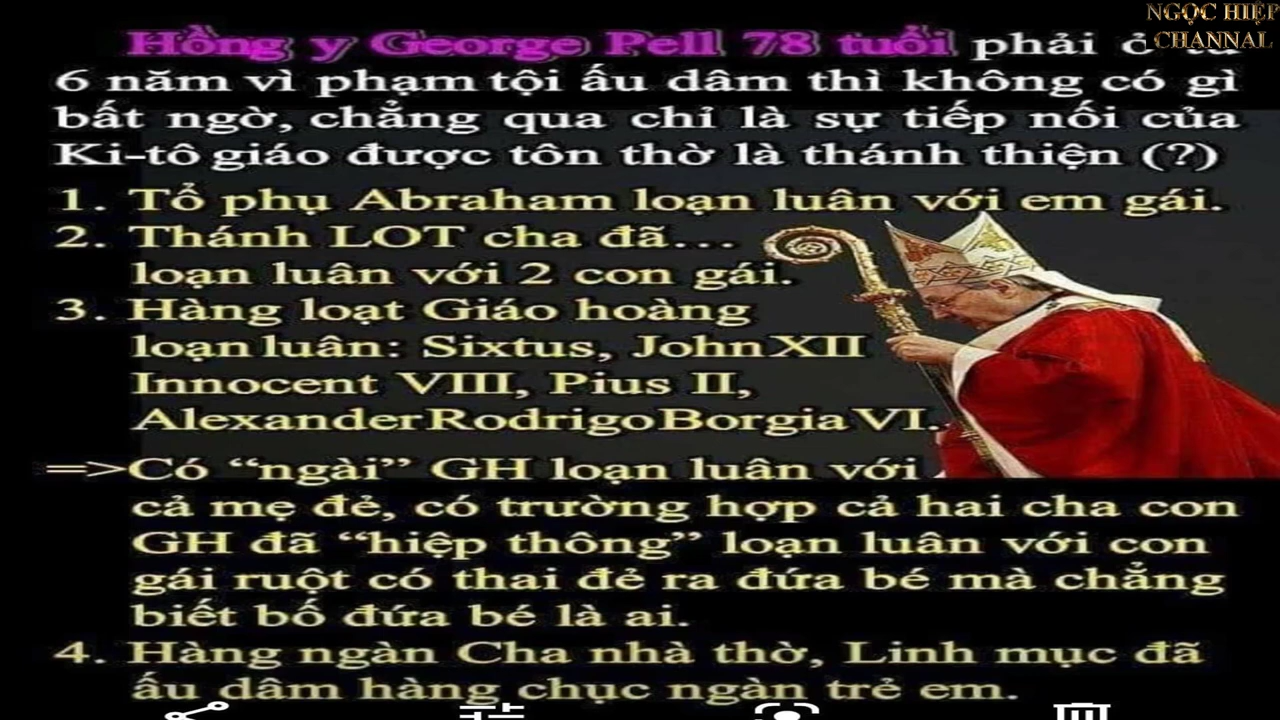 NGỌC HIỆP
CHANNAL
Hồng y George Pell 78 tuổi phải ở tù
6 năm vì phạm tội ấu dâm thì không có gì
bất ngờ, chẳng qua chỉ là sự tiếp nối của
Ki-tô giáo được tôn thờ là thánh thiện (?)
1. Tổ phụ Abraham loạn luân với em gái.
2. Thánh LOT cha đã...
loạn luân với 2 con gái.
3. Hàng loạt Giáo hoàng
loạn luân: Sixtus, John XII
Innocent VIII, Pius II,
Alexander Rodrigo Borgia VI.
=>Có “ngài” GH loạn luân với
cả mẹ đẻ, có trường hợp cả hai cha con
GH đã “hiệp thông” loạn luân với con
gái ruột có thai đẻ ra đứa bé mà chẳng
biết bố đứa bé là ai.
4. Hàng ngàn Cha nhà thờ, Linh mục đã
ấu dâm hàng chục ngàn trẻ em.